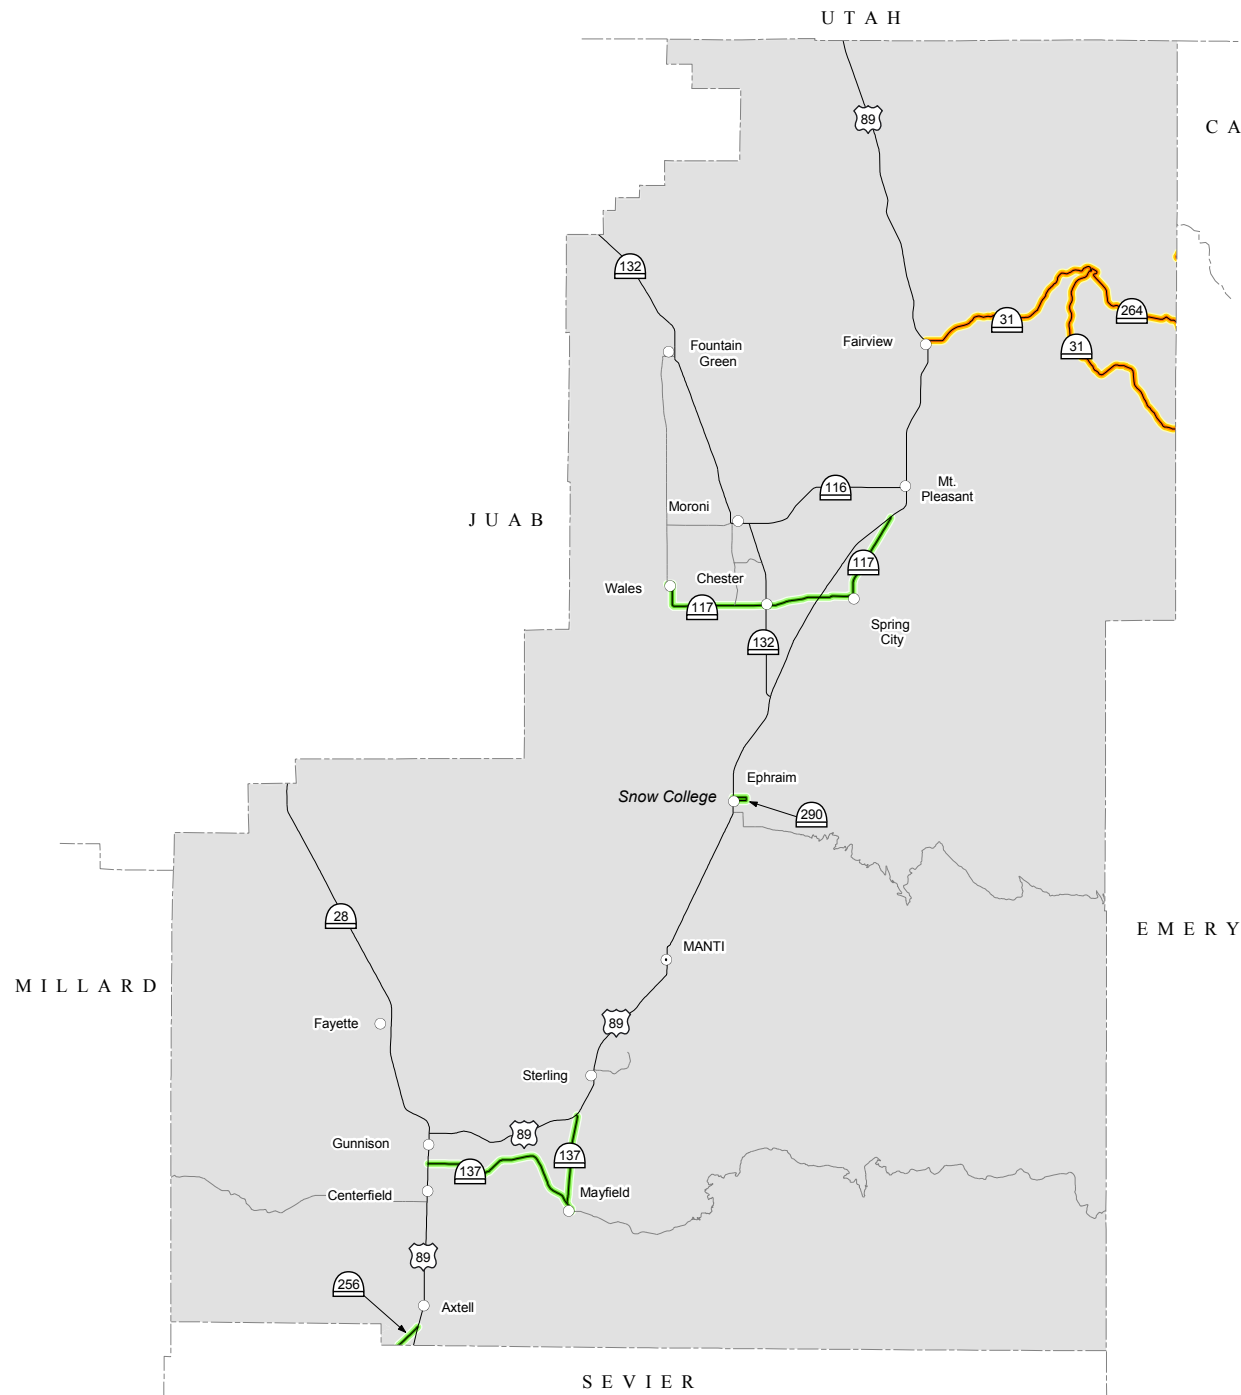 UTAH
89
CA
132
31
264
Fairview
Fountain
Green
31
116
Mt.
Pleasant
Moroni
JUAB
117
Chester
Wales
117
Spring
City
132
Ephraim
Snow College
290
28
EMERY
MANTI
MILLARD
Fayette
89
Sterling
89
Gunnison
137
137
Mayfield
Centerfield
89
256
Axtell
SEVIER